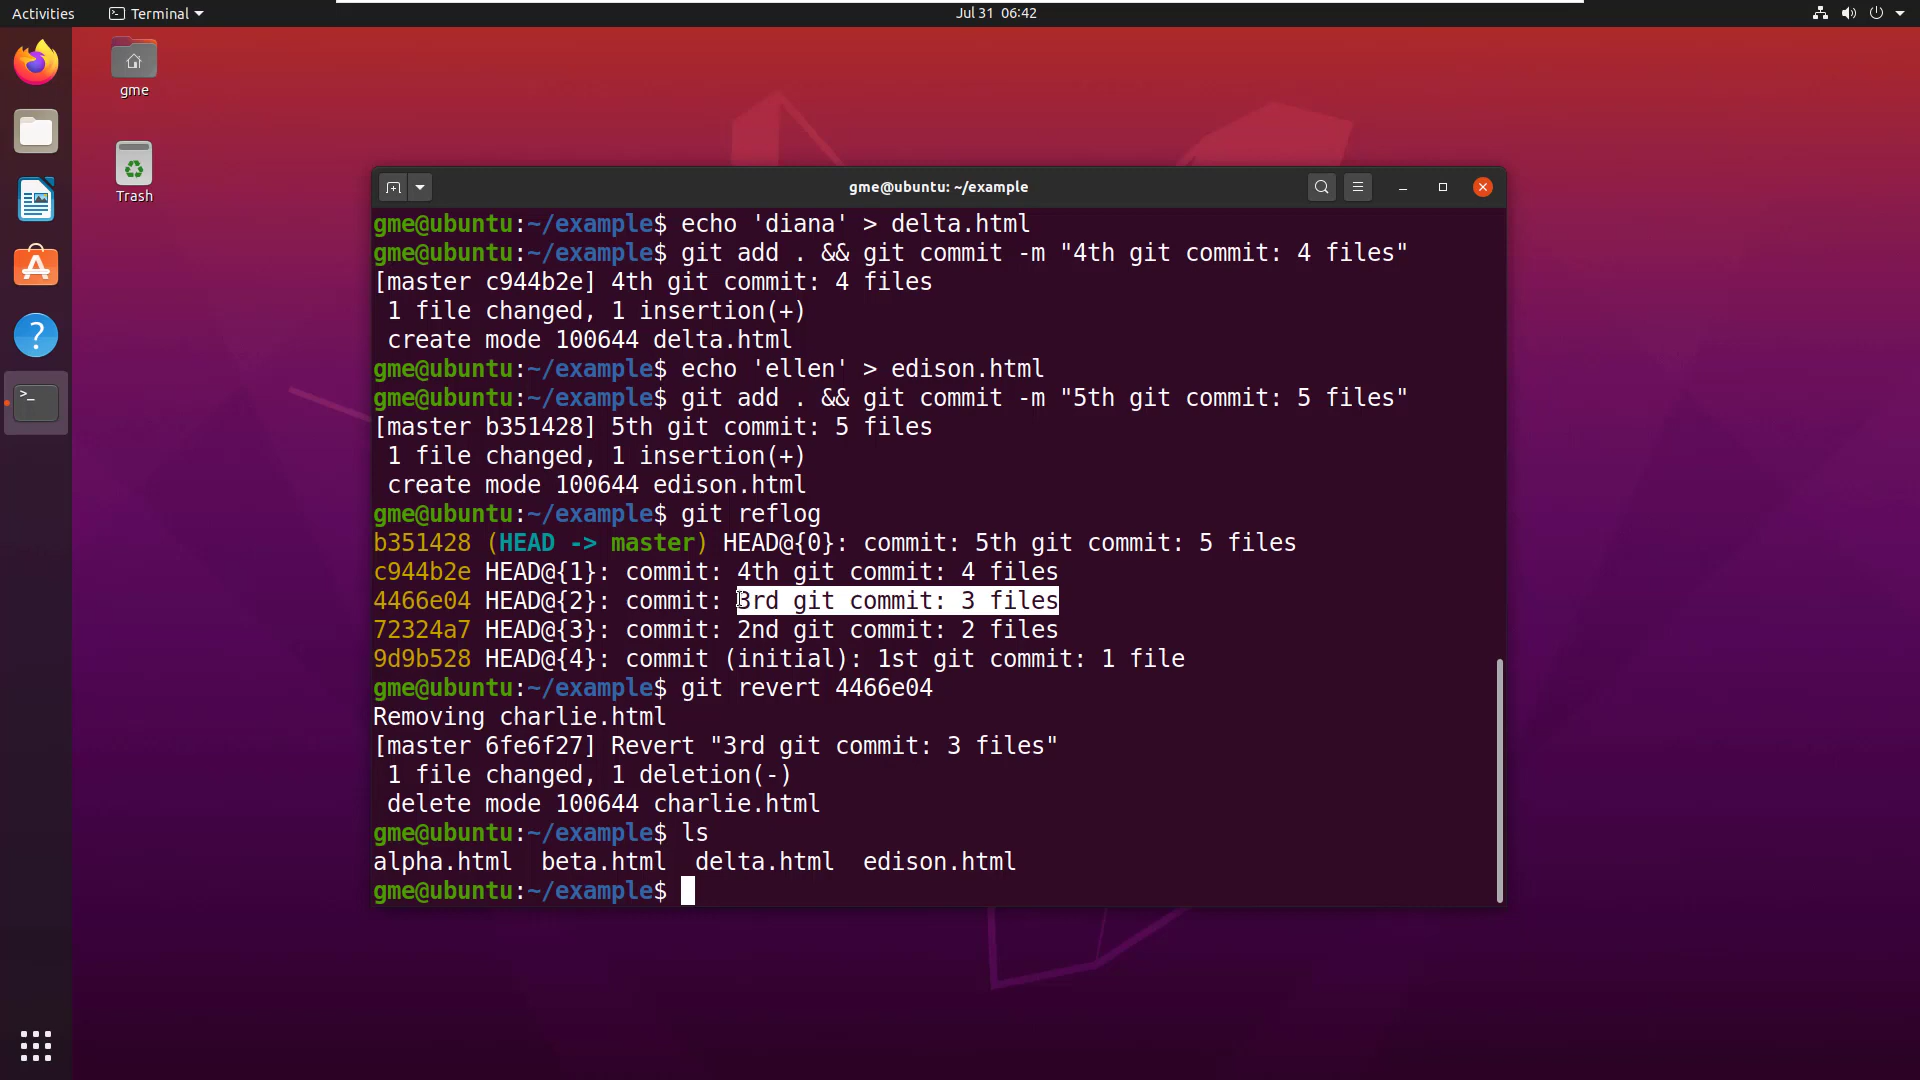 Activities
Terminal
Jul 31 06:42
gme
Trash
gme@ubuntu: ~/example
gme@ubuntu:~/example$ echo 'diana' > delta.html
gme@ubuntu:~/example$ git add . && git commit -m "4th git commit: 4 files"
[master c944b2e] 4th git commit: 4 files
 1 file changed, 1 insertion(+)
 create mode 100644 delta.html
gme@ubuntu:~/example$ echo 'ellen' > edison.html
gme@ubuntu:~/example$ git add . && git commit -m "5th git commit: 5 files"
[master b351428] 5th git commit: 5 files
 1 file changed, 1 insertion(+)
 create mode 100644 edison.html
gme@ubuntu:~/example$ git reflog
b351428 (HEAD -> master) HEAD@{0}: commit: 5th git commit: 5 files
c944b2e HEAD@{1}: commit: 4th git commit: 4 files
4466e04 HEAD@{2}: commit: 3rd git commit: 3 files
72324a7 HEAD@{3}: commit: 2nd git commit: 2 files
9d9b528 HEAD@{4}: commit (initial): 1st git commit: 1 file
gme@ubuntu:~/example$ git revert 4466e04
Removing charlie.html
[master 6fe6f27] Revert "3rd git commit: 3 files"
 1 file changed, 1 deletion(-)
 delete mode 100644 charlie.html
gme@ubuntu:~/example$ ls
alpha.html  beta.html  delta.html  edison.html
gme@ubuntu:~/example$